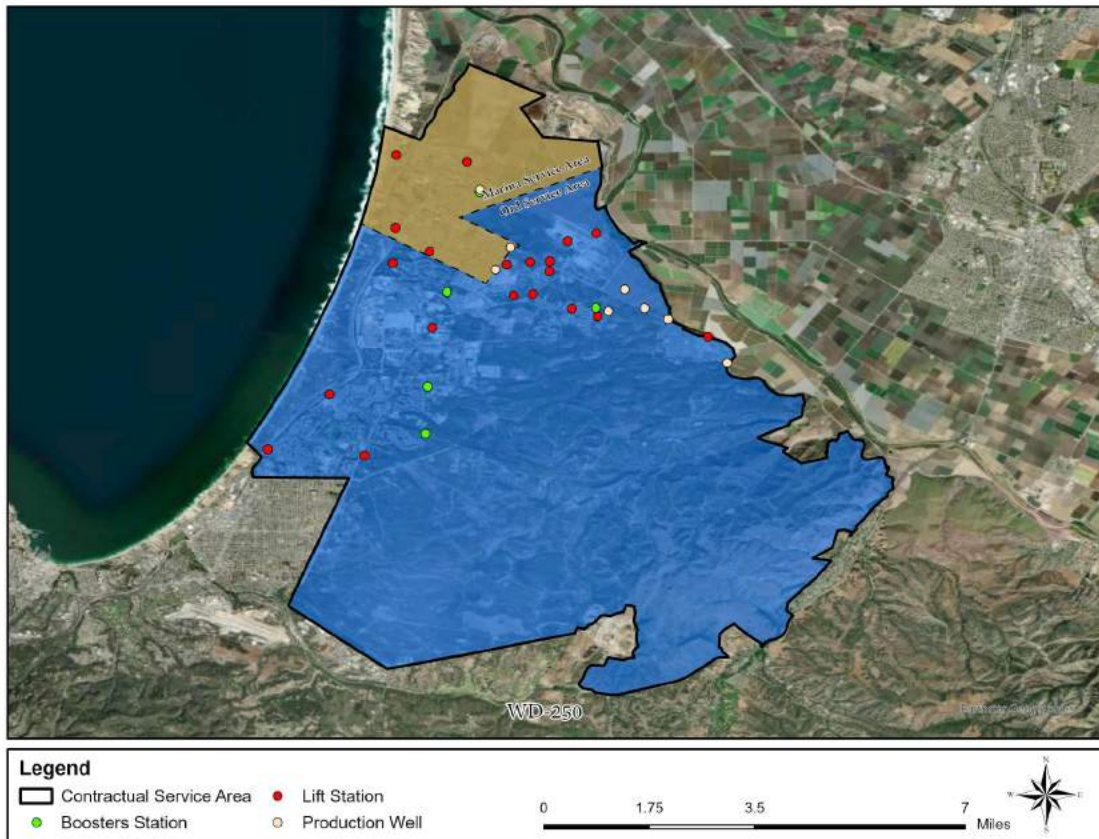 Marina Service Area
Ord Service Area
WD-250
Legend
Contractual Service Area
Lift Station
Boosters Station
Production Well
0 1.75 3.5 7
Miles
N
W E
S